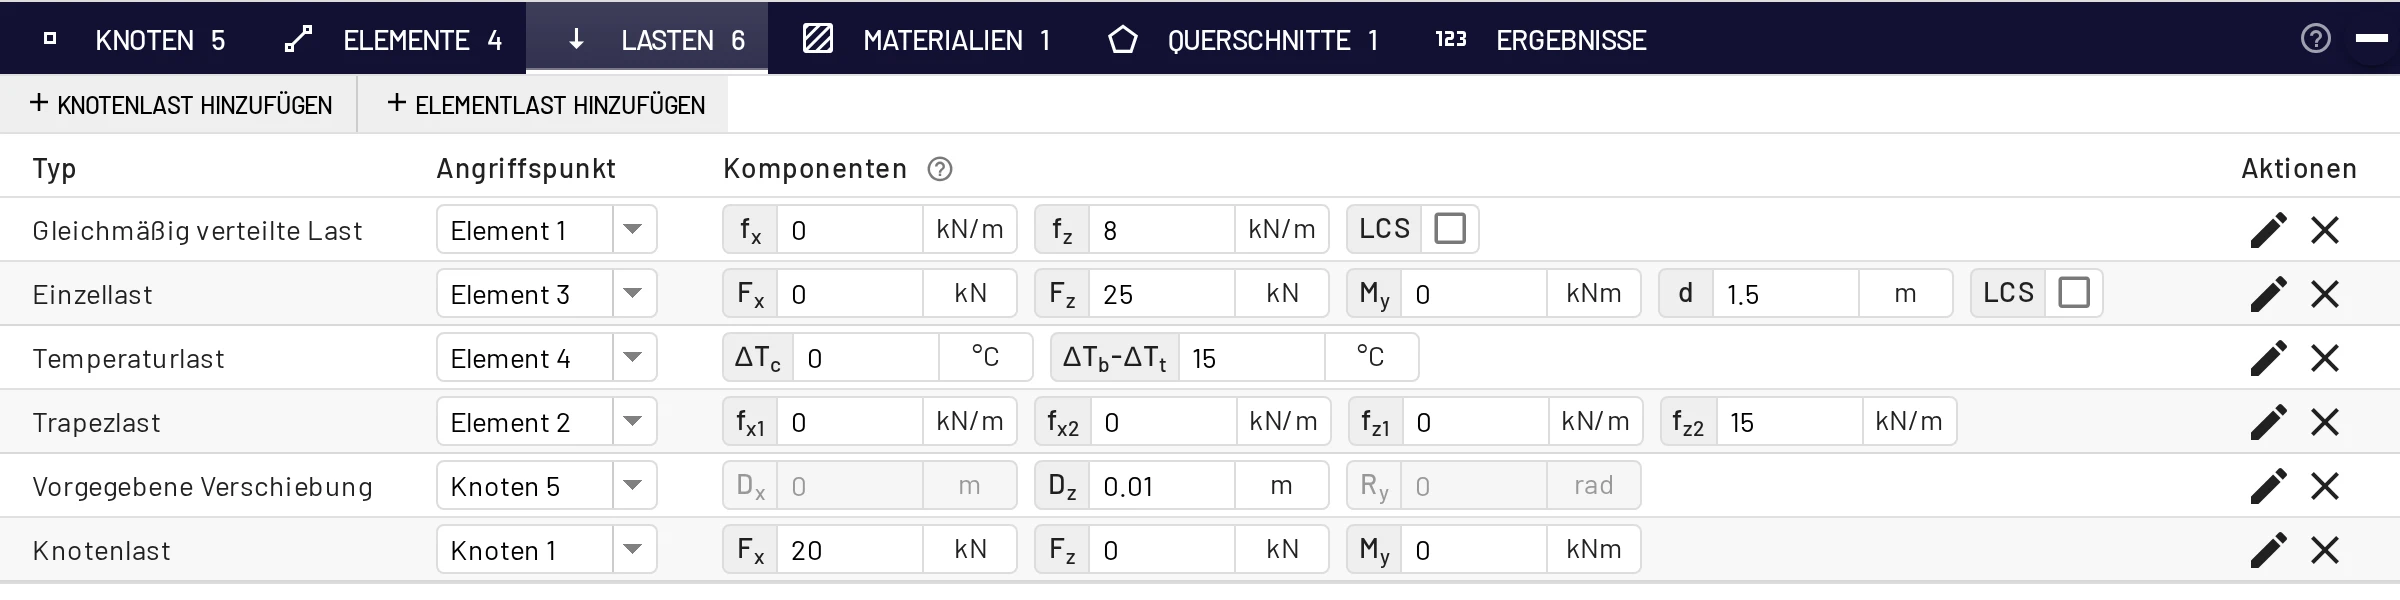 KNOTEN 5 ELEMENTE 4 LASTEN 6 MATERIALIEN 1 QUERSCHNITTE 1 123 ERGEBNISSE ?
+ KNOTENLAST HINZUFÜGEN + ELEMENTLAST HINZUFÜGEN
Typ Angriffspunkt Komponenten ? Aktionen
Gleichmäßig verteilte Last Element 1 fx 0 kN/m fz 8 kN/m LCS
Einzellast Element 3 Fx 0 kN Fz 25 kN My 0 kNm d 1.5 m LCS
Temperaturlast Element 4 ΔTc 0 °C ΔTb-ΔTt 15 °C
Trapezlast Element 2 fx1 0 kN/m fx2 0 kN/m fz1 0 kN/m fz2 15 kN/m
Vorgegebene Verschiebung Knoten 5 Dx 0 m Dz 0.01 m Ry 0 rad
Knotenlast Knoten 1 Fx 20 kN Fz 0 kN My 0 kNm